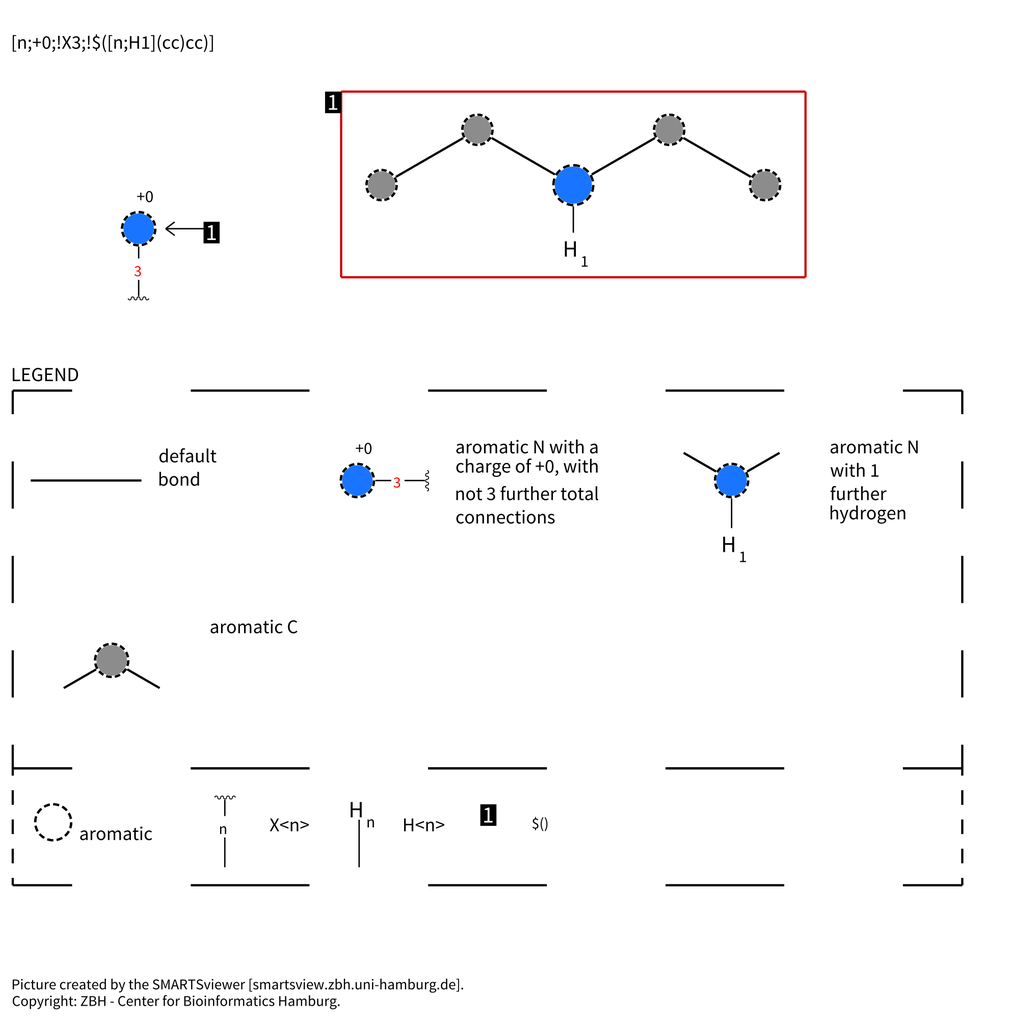 [n;+0;!X3;!$([n;H1](cc)cc)]
1
+0
1
3
H 1
LEGEND
default
bond
+0
3
aromatic N with a
charge of +0, with
not 3 further total
connections
H 1
aromatic N
with 1
further
hydrogen
aromatic C
aromatic
n
X<n>
H n
H<n>
1
$()
Picture created by the SMARTSviewer [smartsview.zbh.uni-hamburg.de].
Copyright: ZBH - Center for Bioinformatics Hamburg.